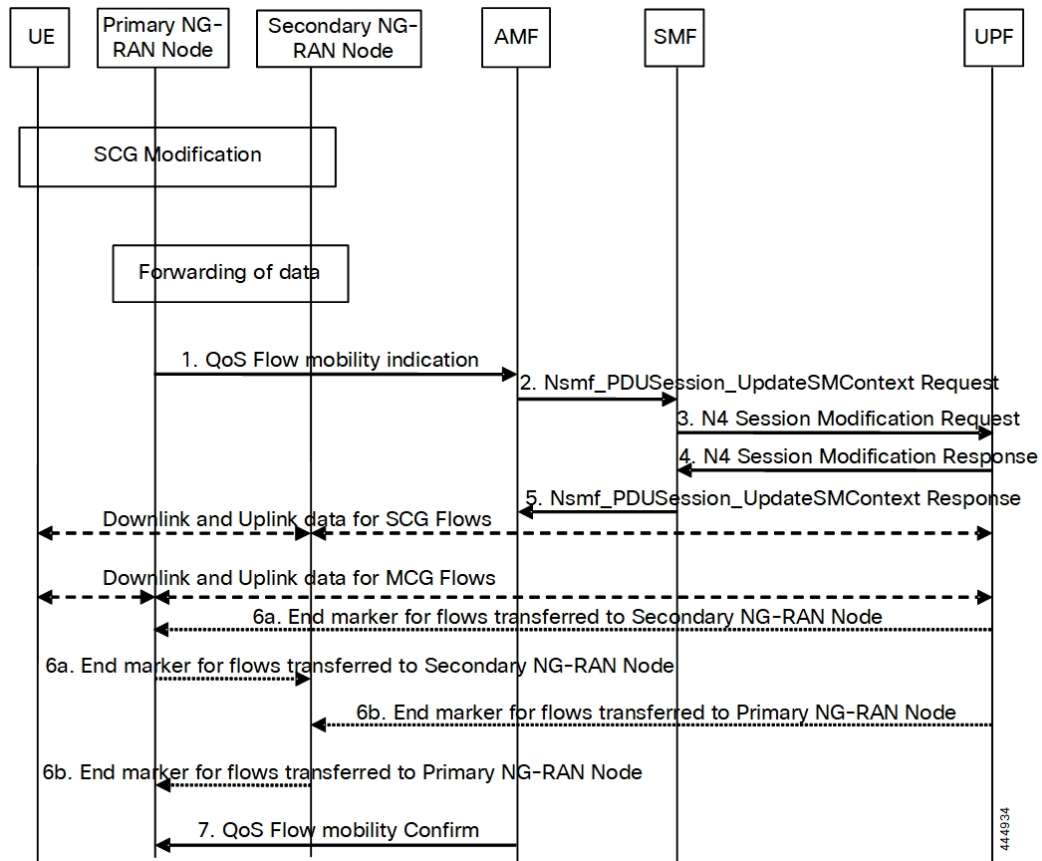 UE
Primary NG-
RAN Node
Secondary NG-
RAN Node
AMF
SMF
UPF
SCG Modification
Forwarding of data
1. QoS Flow mobility indication
2. Nsmf_PDUSession_UpdateSMContext Request
3. N4 Session Modification Request
4. N4 Session Modification Response
5. Nsmf_PDUSession_UpdateSMContext Response
Downlink and Uplink data for SCG Flows
Downlink and Uplink data for MCG Flows
6a. End marker for flows transferred to Secondary NG-RAN Node
6a. End marker for flows transferred to Secondary NG-RAN Node
6b. End marker for flows transferred to Primary NG-RAN Node
6b. End marker for flows transferred to Primary NG-RAN Node
7. QoS Flow mobility Confirm
444934